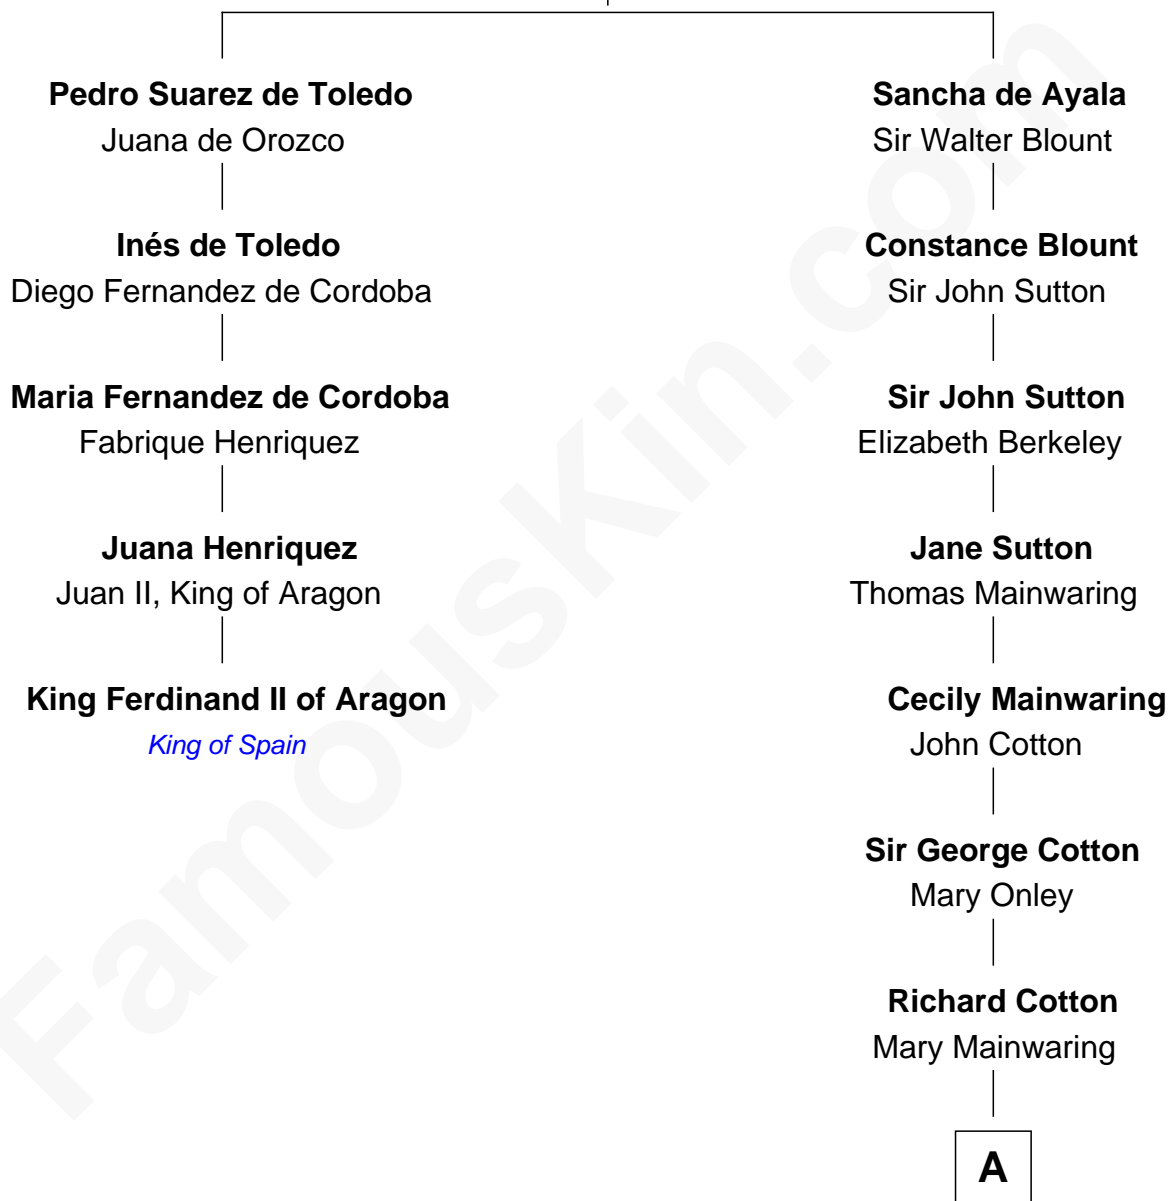 Pedro Suarez de Toledo
Juana de Orozco
Inés de Toledo
Diego Fernandez de Cordoba
Maria Fernandez de Cordoba
Fabrique Henriquez
Juana Henriquez
Juan II, King of Aragon
King Ferdinand II of Aragon
King of Spain
Sancha de Ayala
Sir Walter Blount
Constance Blount
Sir John Sutton
Sir John Sutton
Elizabeth Berkeley
Jane Sutton
Thomas Mainwaring
Cecily Mainwaring
John Cotton
Sir George Cotton
Mary Onley
Richard Cotton
Mary Mainwaring
A
FamousKin.com